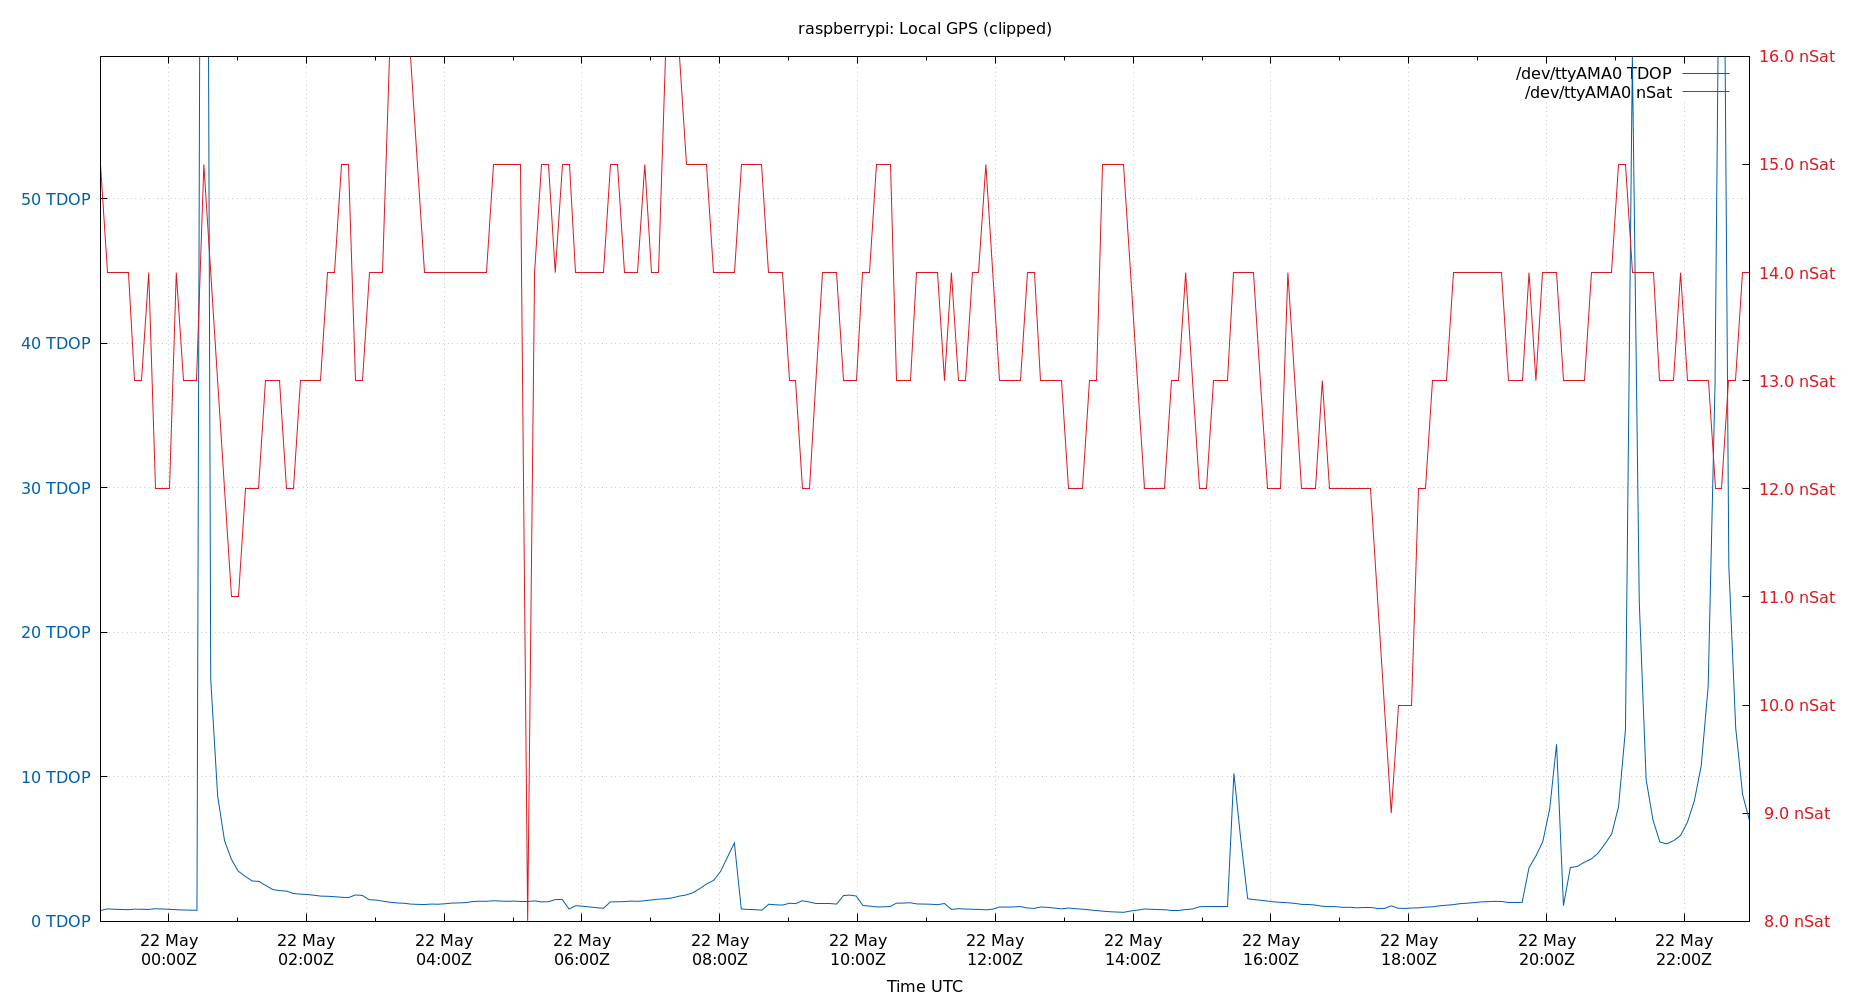 raspberrypi: Local GPS (clipped)
/dev/ttyAMA0 TDOP
/dev/ttyAMA0 nSat
50 TDOP
40 TDOP
30 TDOP
20 TDOP
10 TDOP
0 TDOP
16.0 nSat
15.0 nSat
14.0 nSat
13.0 nSat
12.0 nSat
11.0 nSat
10.0 nSat
9.0 nSat
8.0 nSat
22 May 22 May 22 May 22 May 22 May 22 May 22 May 22 May 22 May 22 May 22 May 22 May
00:00Z 02:00Z 04:00Z 06:00Z 08:00Z 10:00Z 12:00Z 14:00Z 16:00Z 18:00Z 20:00Z 22:00Z
Time UTC